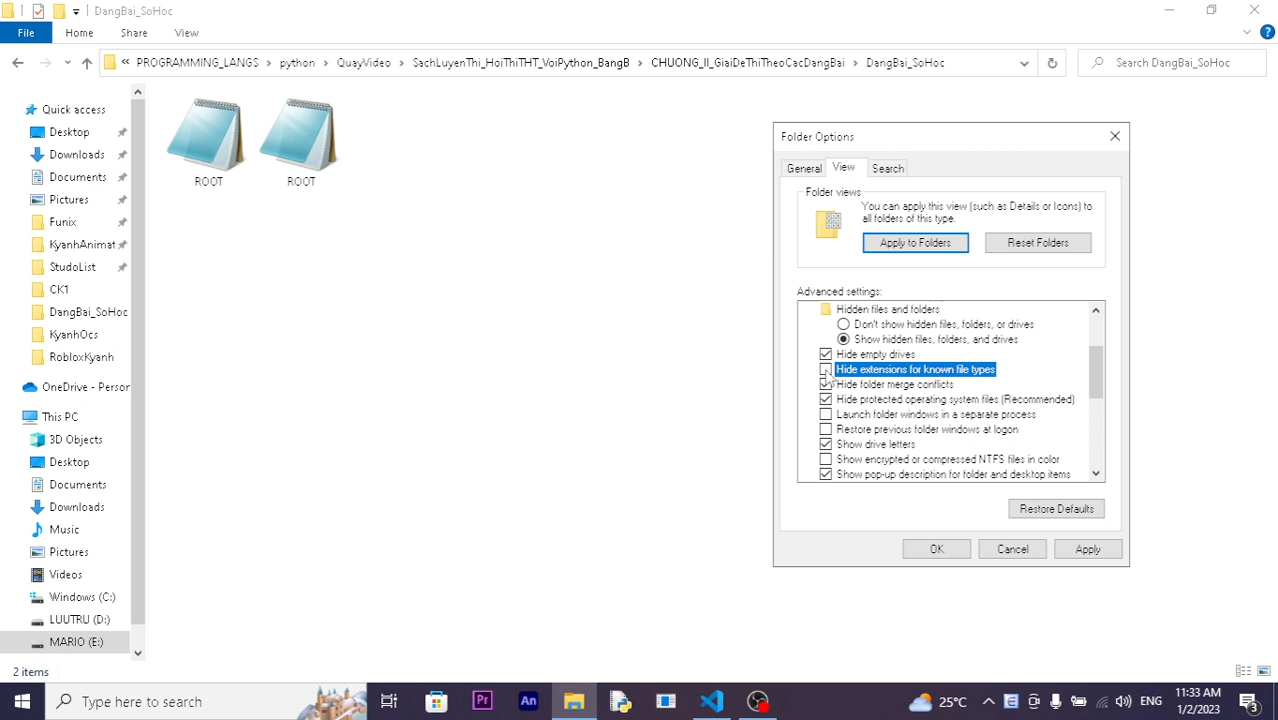 DangBai_SoHoc
File
Home
Share
View
PROGRAMMING_LANGS
python
QuayVideo
SachLuyenThi_HoiThiTHT_VoiPython_BangB
CHUONG_II_GiaiDeThiTheoCacDangBai
DangBai_SoHoc
Search DangBai_SoHoc
Quick access
Desktop
Downloads
Documents
Pictures
Funix
KyanhAnimat
StudoList
CK1
DangBai_SoHoc
KyanhOcs
RobloxKyanh
OneDrive - Person
This PC
3D Objects
Desktop
Documents
Downloads
Music
Pictures
Videos
Windows (C:)
LUUTRU (D:)
MARIO (E:)
ROOT
ROOT
Folder Options
General
View
Search
Folder views
You can apply this view (such as Details or Icons) to
all folders of this type.
Apply to Folders
Reset Folders
Advanced settings:
Hidden files and folders
Don't show hidden files, folders, or drives
Show hidden files, folders, and drives
Hide empty drives
Hide extensions for known file types
Hide folder merge conflicts
Hide protected operating system files (Recommended)
Launch folder windows in a separate process
Restore previous folder windows at logon
Show drive letters
Show encrypted or compressed NTFS files in color
Show pop-up description for folder and desktop items
Restore Defaults
OK
Cancel
Apply
2 items
Type here to search
Pr
An
25°C
ENG
11:33 AM
1/2/2023
3